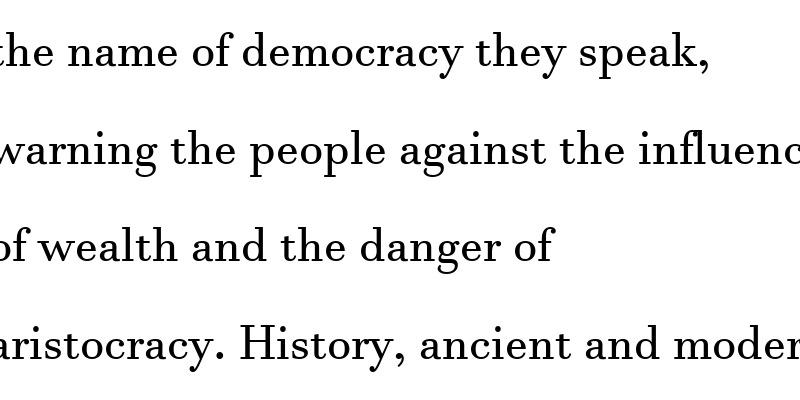 the name of democracy they speak,
warning the people against the influenc
of wealth and the danger of
aristocracy. History, ancient and moder